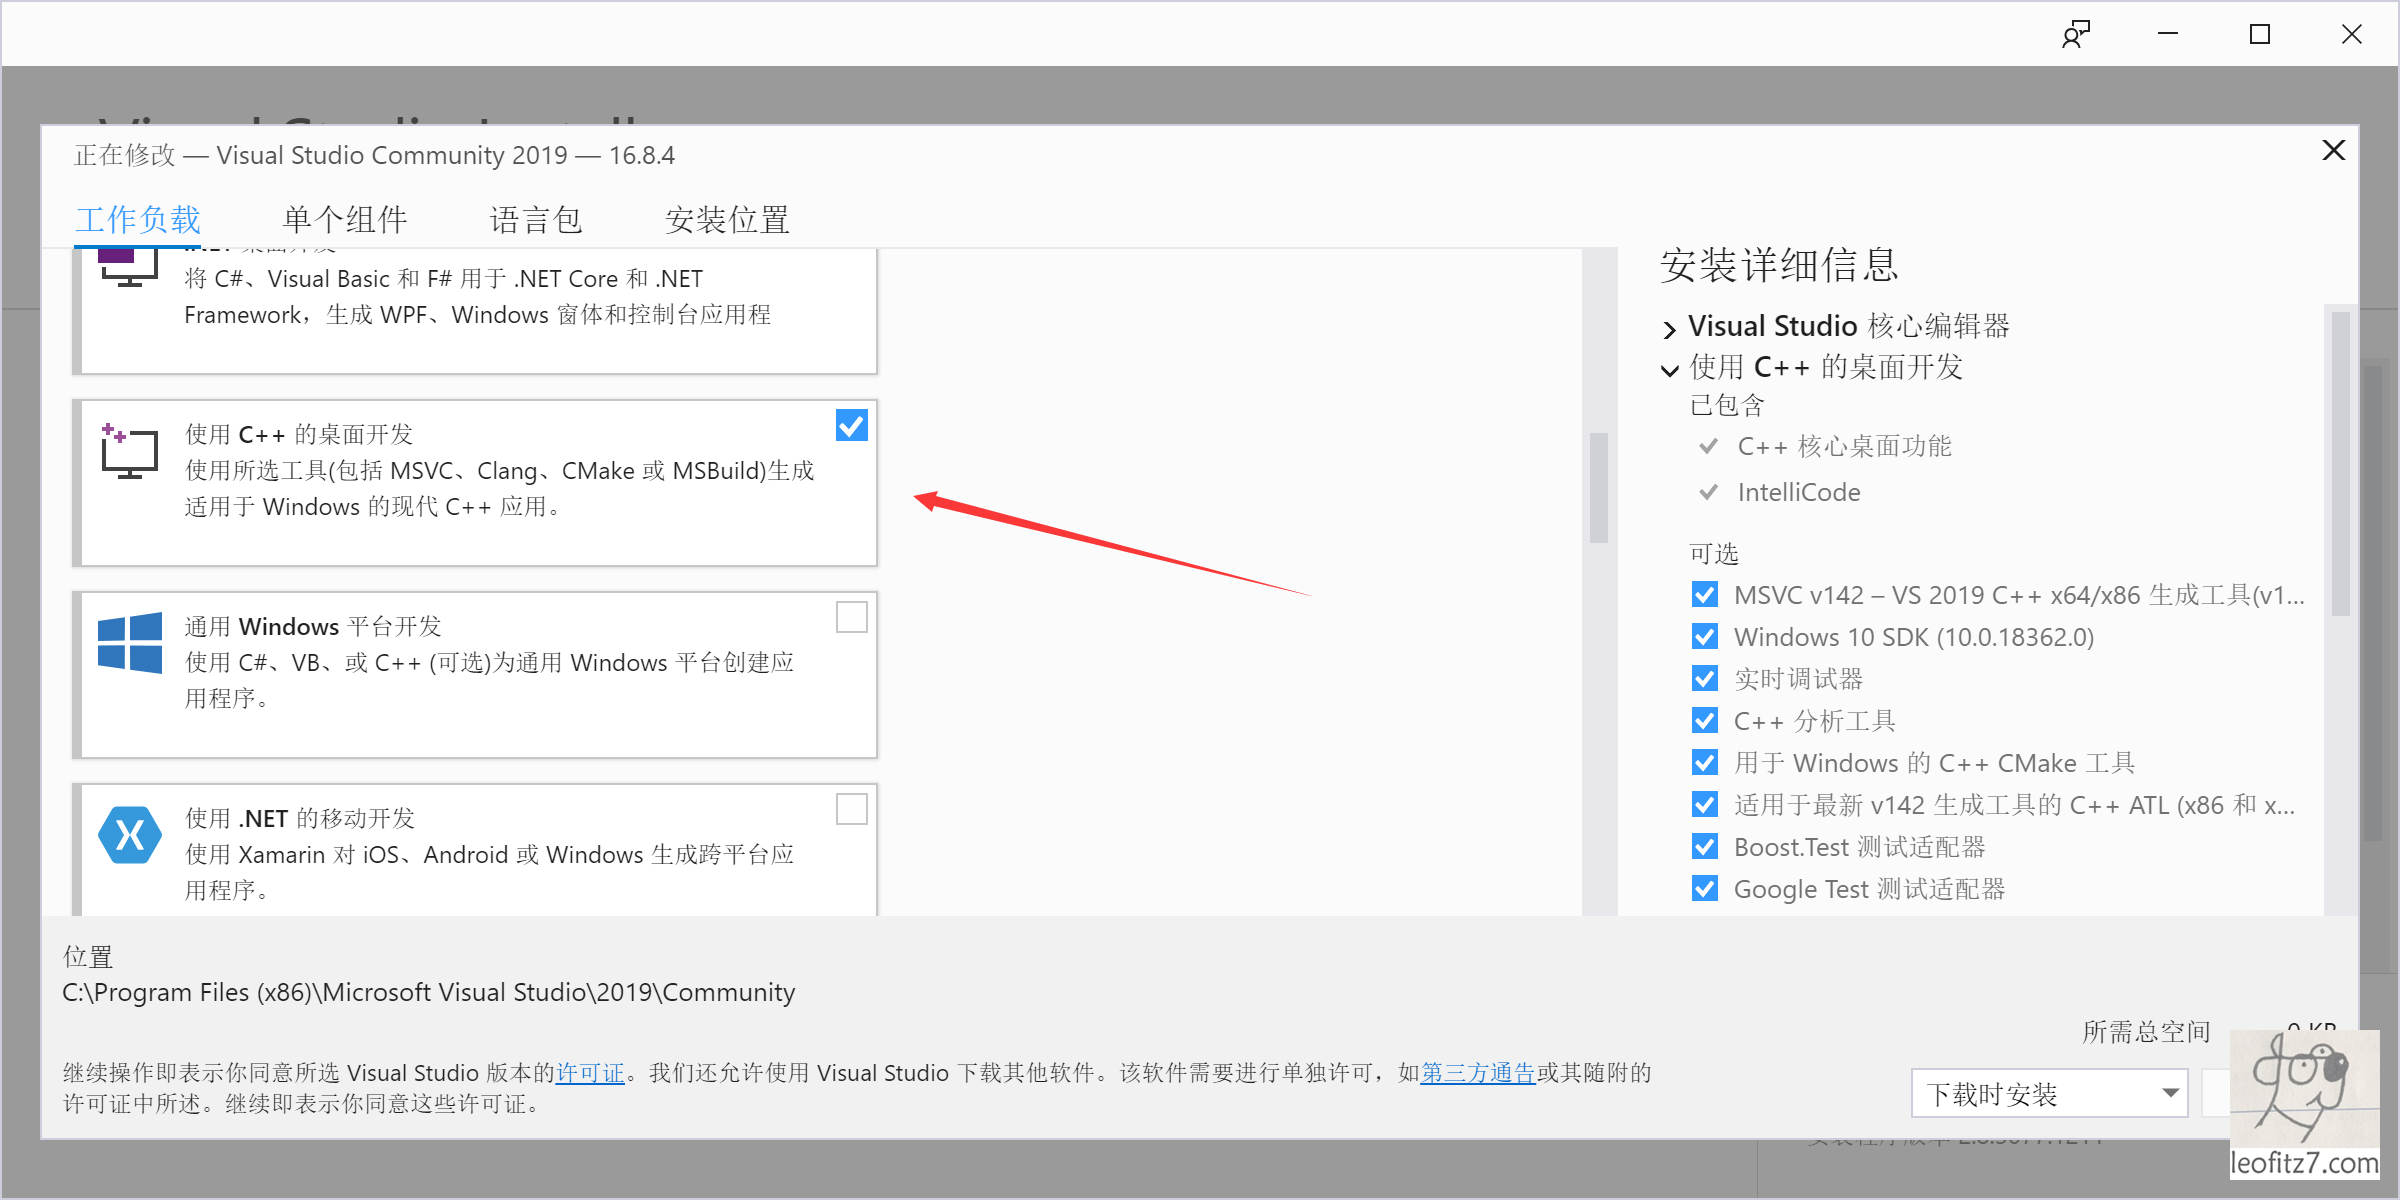 正在修改 — Visual Studio Community 2019 — 16.8.4
工作负载
单个组件
语言包
安装位置
将 C#、Visual Basic 和 F# 用于 .NET Core 和 .NET
Framework，生成 WPF、Windows 窗体和控制台应用程
使用 C++ 的桌面开发
使用所选工具(包括 MSVC、Clang、CMake 或 MSBuild)生成
适用于 Windows 的现代 C++ 应用。
通用 Windows 平台开发
使用 C#、VB、或 C++ (可选)为通用 Windows 平台创建应
用程序。
使用 .NET 的移动开发
使用 Xamarin 对 iOS、Android 或 Windows 生成跨平台应
用程序。
安装详细信息
Visual Studio 核心编辑器
使用 C++ 的桌面开发
已包含
C++ 核心桌面功能
IntelliCode
可选
MSVC v142 – VS 2019 C++ x64/x86 生成工具(v1...
Windows 10 SDK (10.0.18362.0)
实时调试器
C++ 分析工具
用于 Windows 的 C++ CMake 工具
适用于最新 v142 生成工具的 C++ ATL (x86 和 x...
Boost.Test 测试适配器
Google Test 测试适配器
位置
C:\Program Files (x86)\Microsoft Visual Studio\2019\Community
所需总空间
继续操作即表示你同意所选 Visual Studio 版本的许可证。我们还允许使用 Visual Studio 下载其他软件。该软件需要进行单独许可，如第三方通告或其随附的
许可证中所述。继续即表示你同意这些许可证。
下载时安装
leofitz7.com